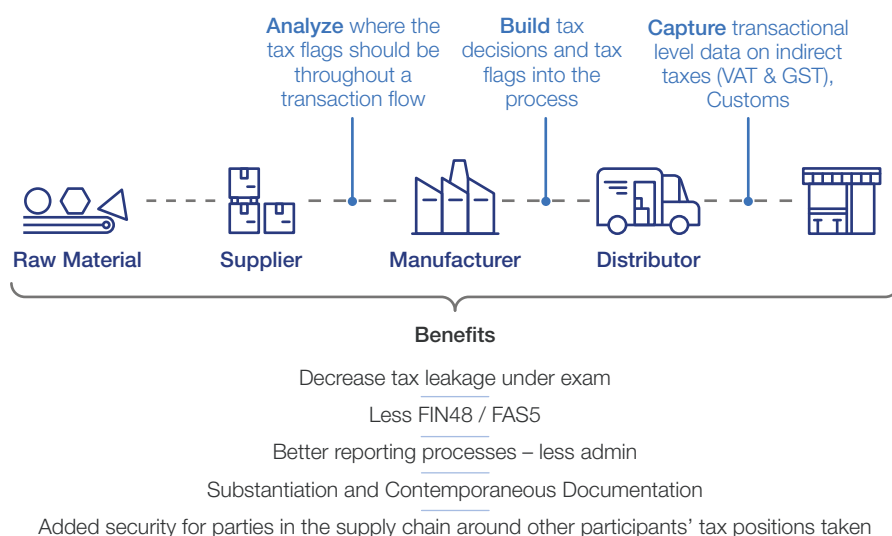 Analyze where the
tax flags should be
throughout a
transaction flow
Build tax
decisions and tax
flags into the
process
Capture transactional
level data on indirect
taxes (VAT & GST),
Customs
Raw Material
Supplier
Manufacturer
Distributor
Benefits
Decrease tax leakage under exam
Less FIN48 / FAS5
Better reporting processes – less admin
Substantiation and Contemporaneous Documentation
Added security for parties in the supply chain around other participants’ tax positions taken